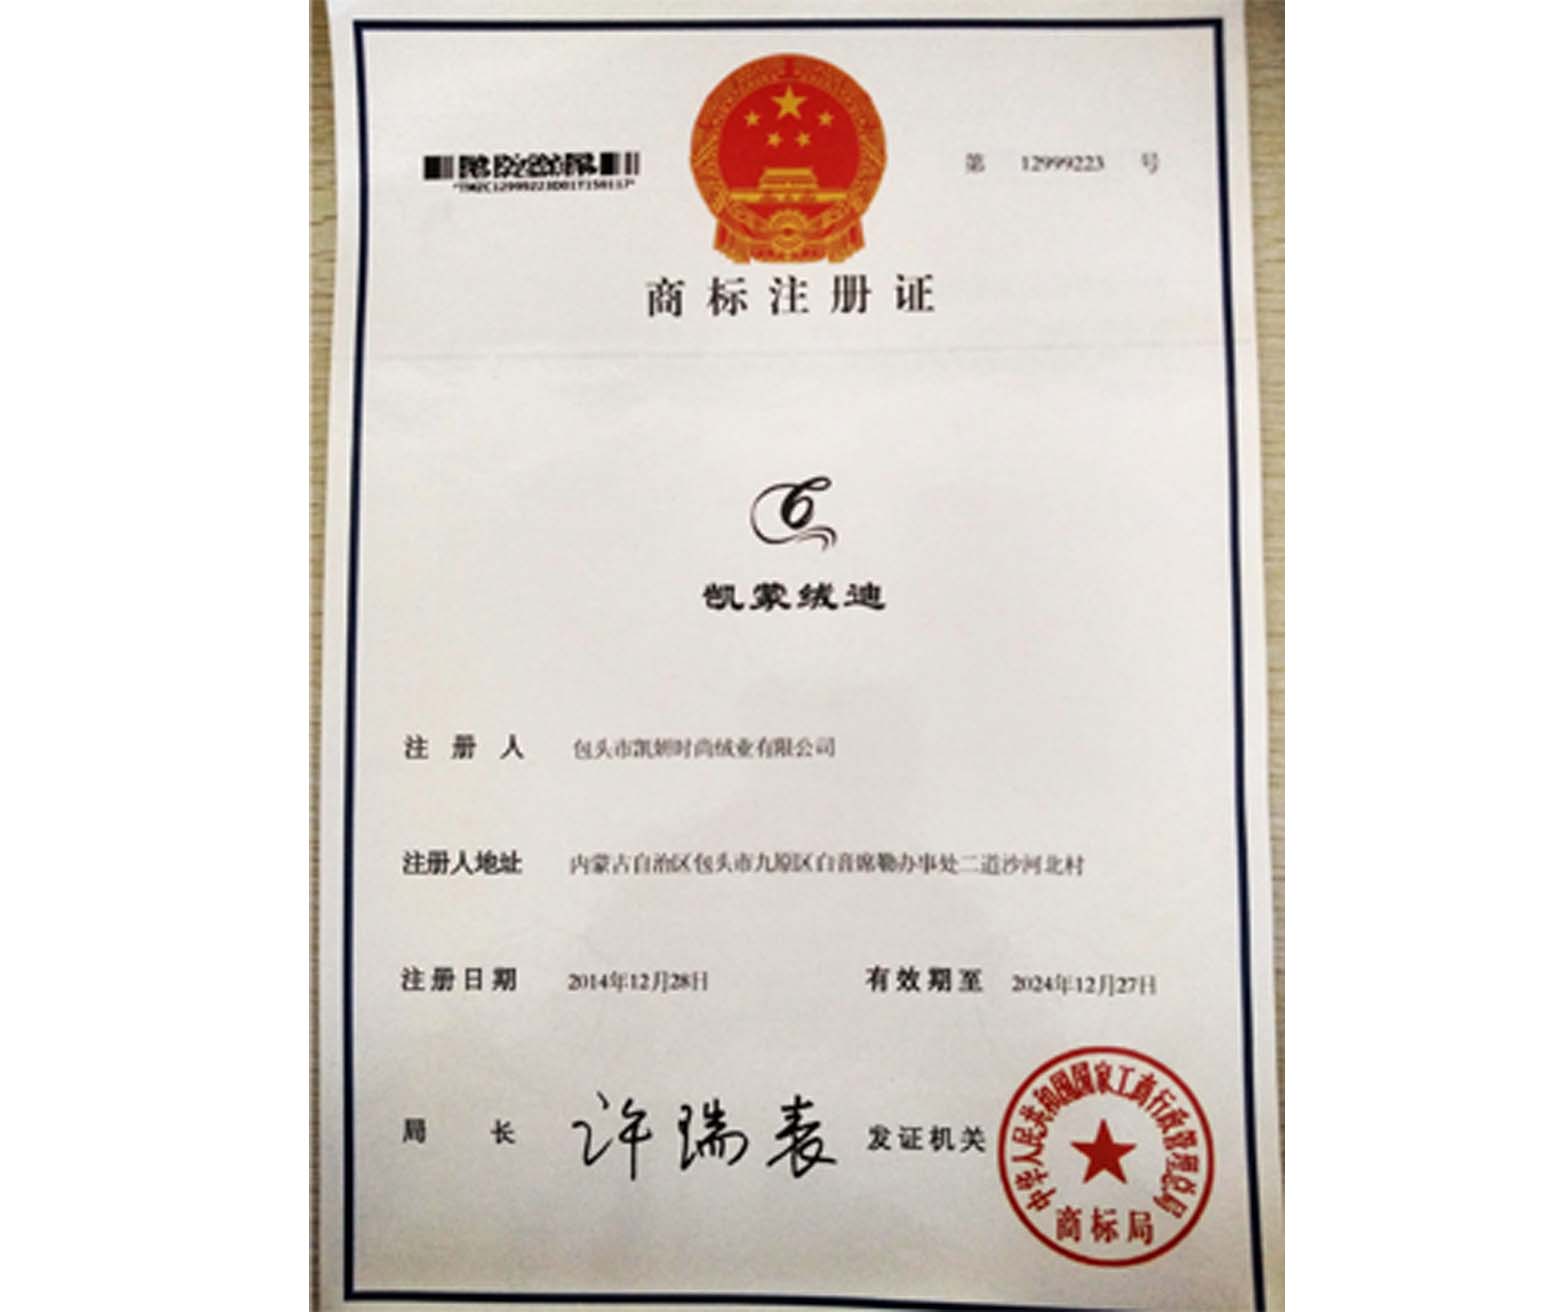 第 12999223 号
商标注册证
凯蒙绒迪
注册人 包头市凯妍时尚绒业有限公司
注册人地址 内蒙古自治区包头市九原区白音席勒办事处二道沙河北村
注册日期 2014年12月28日 有效期至 2024年12月27日
局长 许瑞表 发证机关
中华人民共和国国家工商行政管理总局
商标局